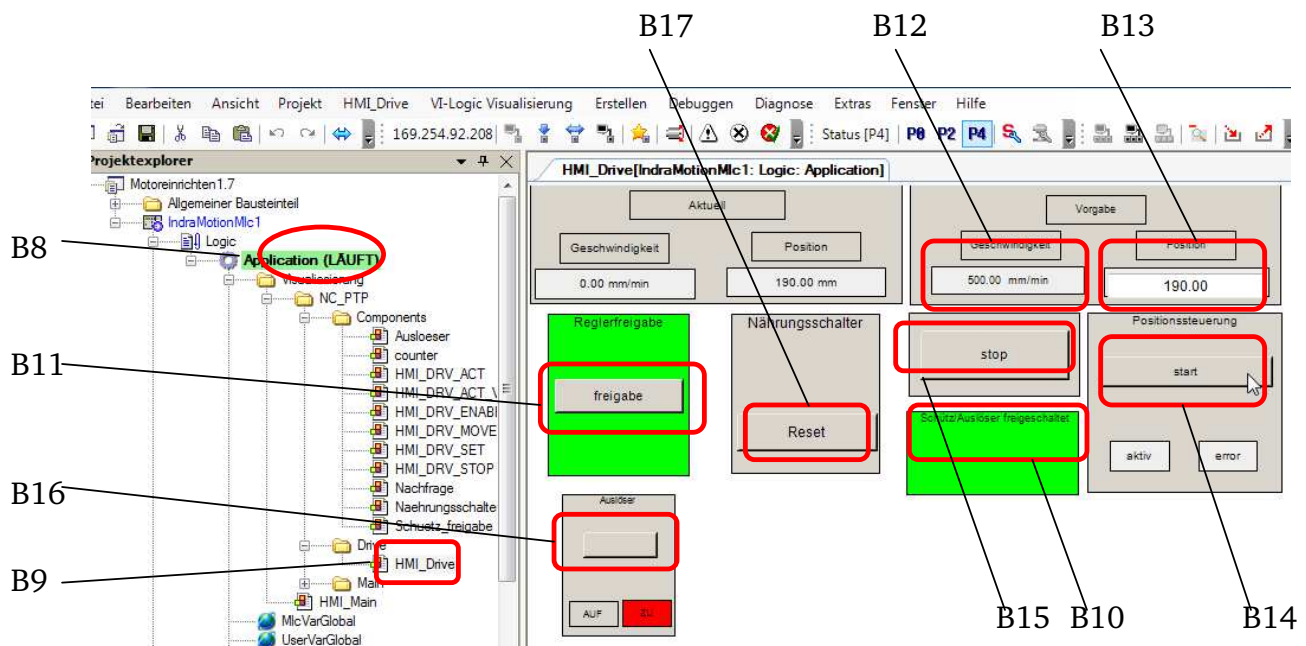 B17
B12
B13
tei Bearbeiten Ansicht Projekt HMI_Drive VI-Logic Visualisierung Erstellen Debuggen Diagnose Extras Fenster Hilfe
169.254.92.208 Status [P4] P0 P2 P4
Projektexplorer
HMI_Drive[IndraMotionMlc1: Logic: Application]
Motoreinrichten1.7
Allgemeiner Bausteinteil
IndraMotionMlc1
Logic
Application (LÄUFT)
Visualisierung
NC_PTP
Components
Ausloeser
counter
HMI_DRV_ACT
HMI_DRV_ACT_V
HMI_DRV_ENABI
HMI_DRV_MOVE
HMI_DRV_SET
HMI_DRV_STOP
Nachfrage
Naehrungsschalte
Schuetz_freigabe
Drive
HMI_Drive
Main
HMI_Main
MlcVarGlobal
UserVarGlobal
B8
B11
B16
B9
Aktuell
Geschwindigkeit
Position
0.00 mm/min
190.00 mm
Vorgabe
Geschwindigkeit
Position
500.00 mm/min
190.00
Reglerfreigabe
freigabe
Nährungsschalter
Reset
stop
Schütz/Auslöser freigeschaltet
Positionssteuerung
start
aktiv
error
Auslöser
AUF
ZU
B15
B10
B14